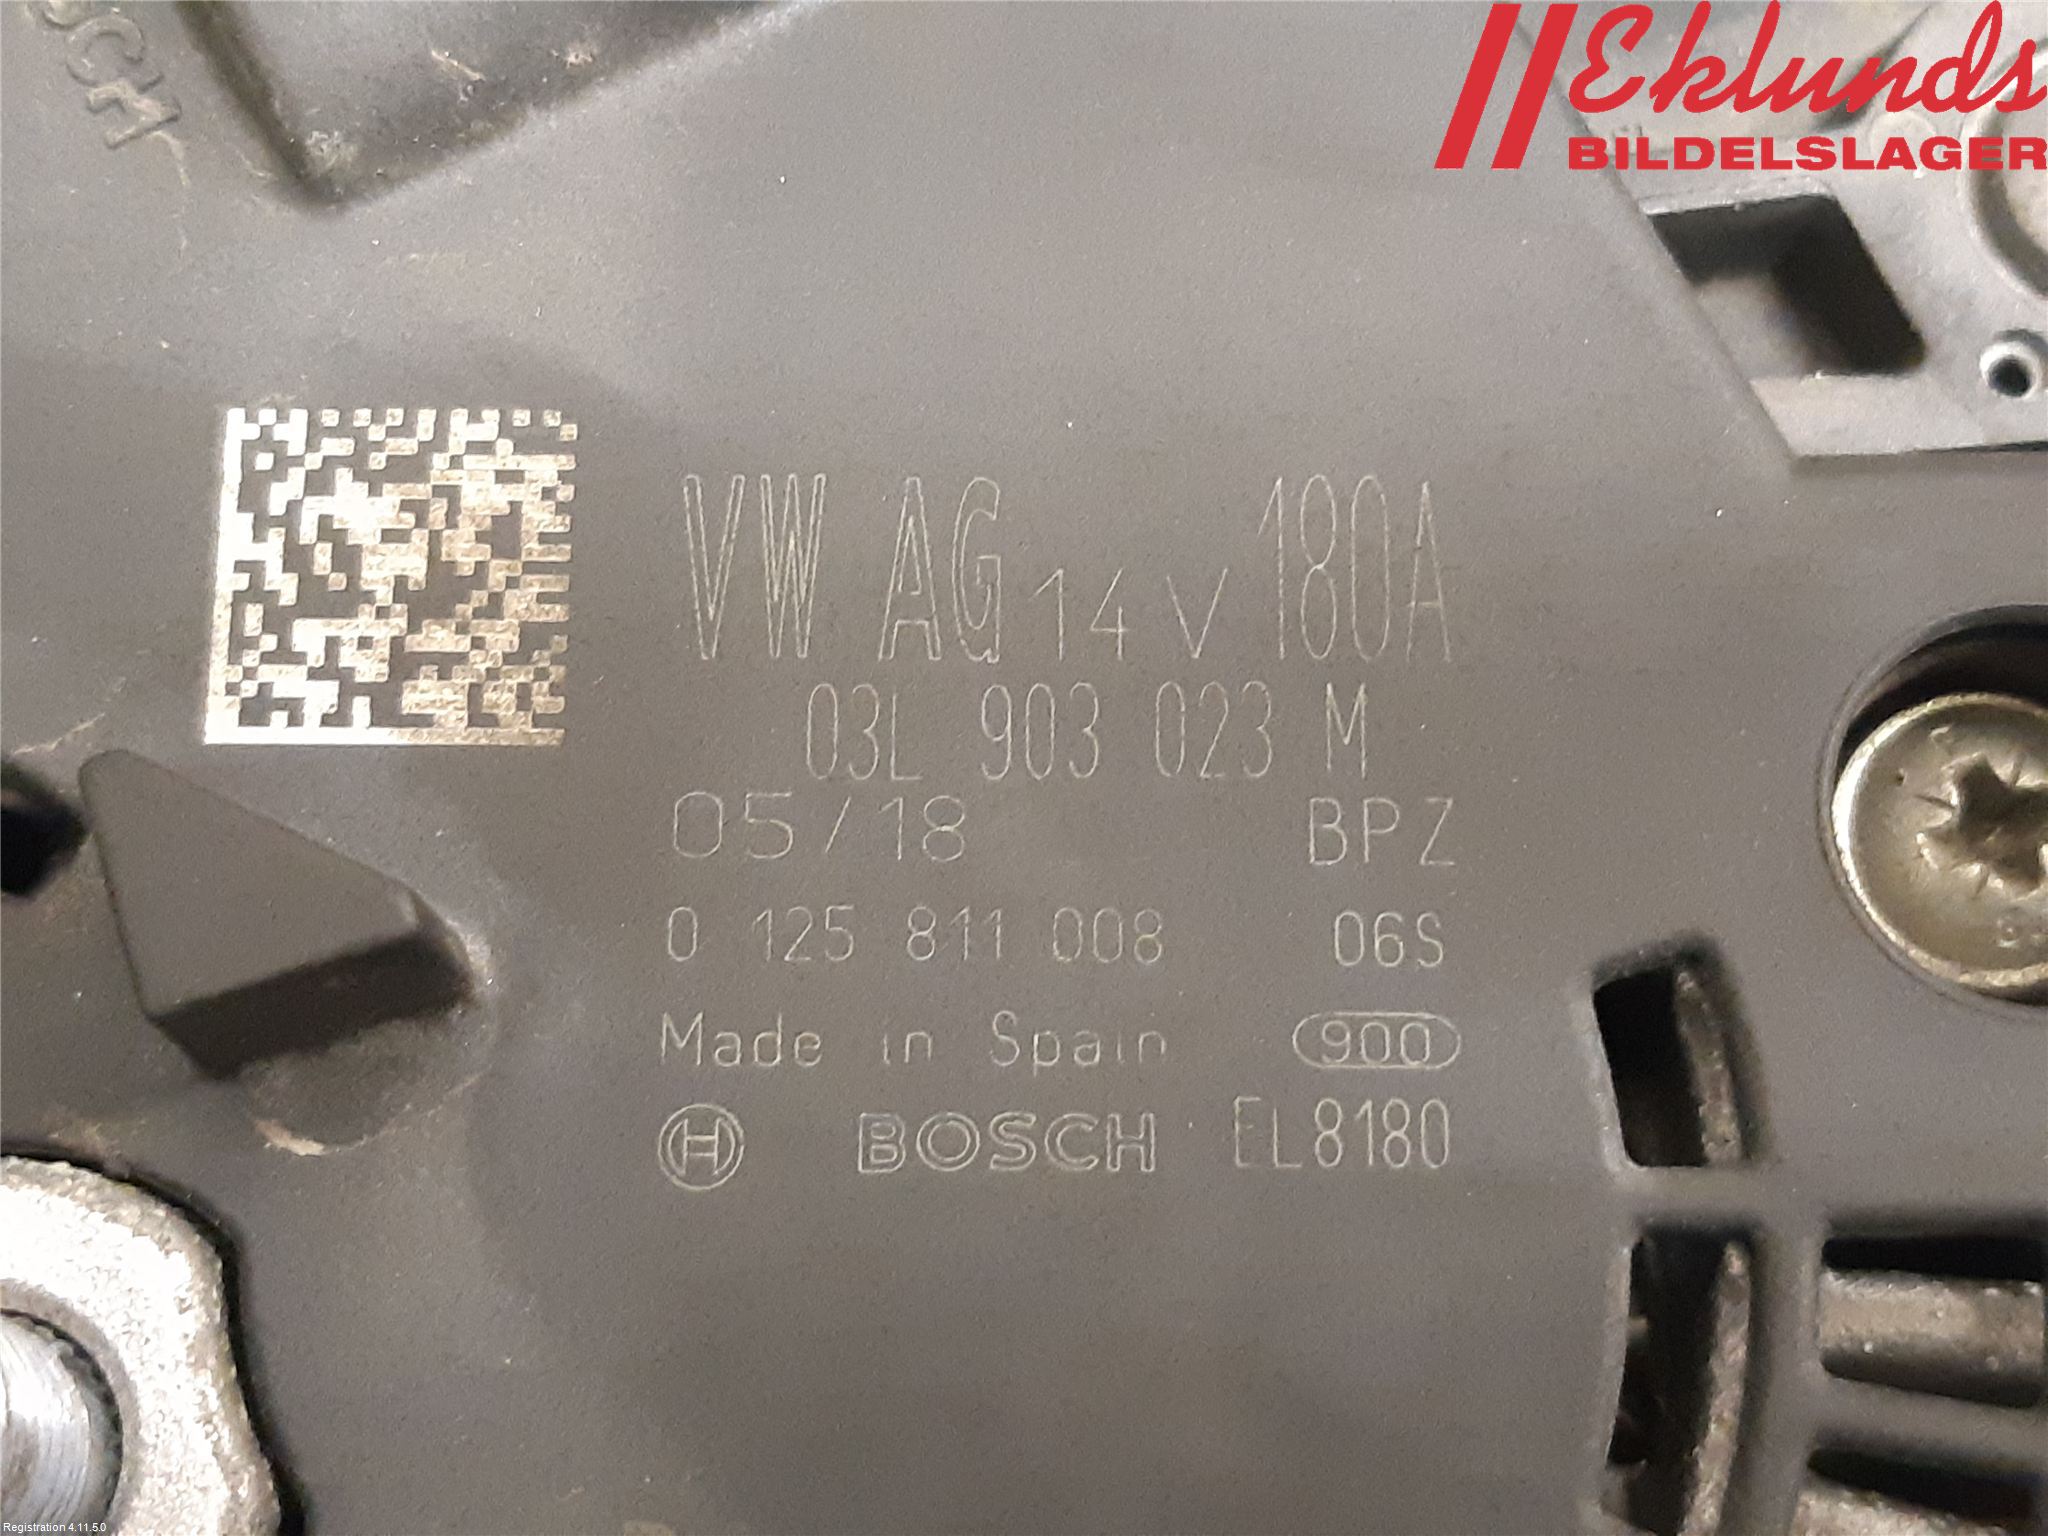 Eklunds
BILDELSLAGER
VW AG 14 V 180A
03L 903 023 M
05/18 BPZ
0 125 811 008 06S
Made in Spain 900
BOSCH EL8180
Registration 4.11.5.0